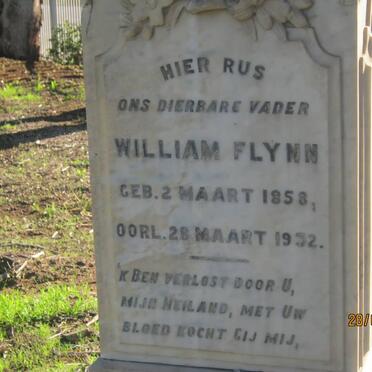 HIER RUS
ONS DIERBARE VADER
WILLIAM FLYNN
GEB. 2 MAART 1858,
OORL. 28 MAART 1932.
'K BEN VERLOST DOOR U,
MIJN HEILAND, MET UW
BLOED KOCHT GIJ MIJ,